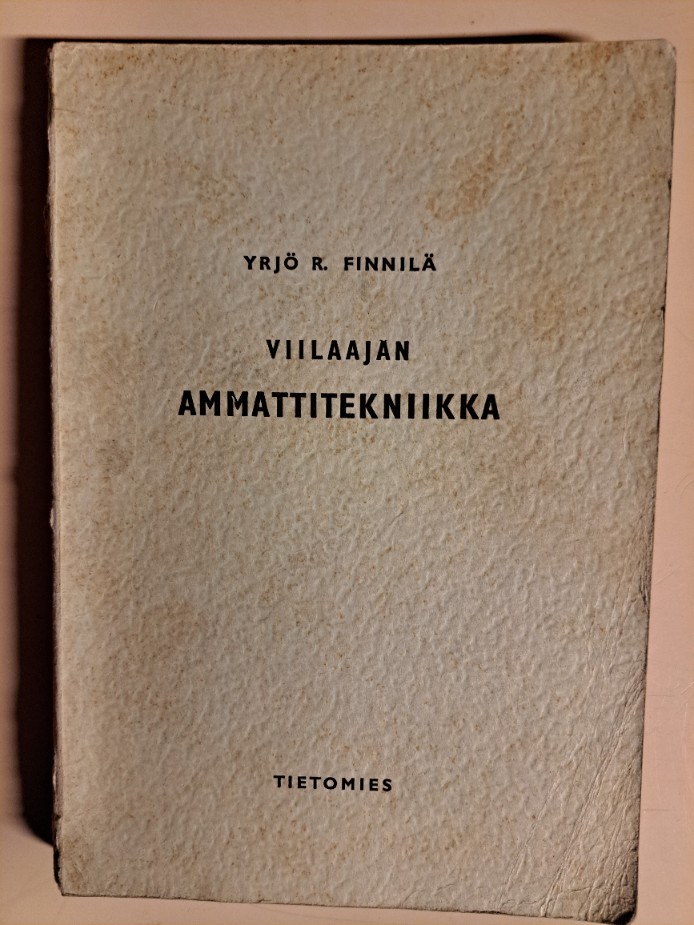 YRJÖ R. FINNILÄ
VIILAAJAN
AMMATTITEKNIIKKA
TIETOMIES